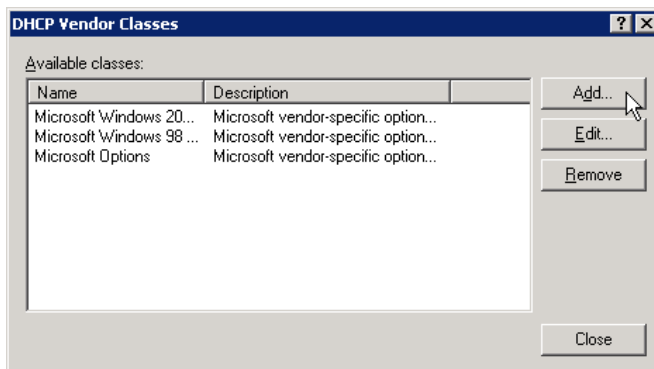 DHCP Vendor Classes
Available classes:
Name Description
Microsoft Windows 20... Microsoft vendor-specific option...
Microsoft Windows 98 ... Microsoft vendor-specific option...
Microsoft Options Microsoft vendor-specific option...
Add...
Edit...
Remove
Close